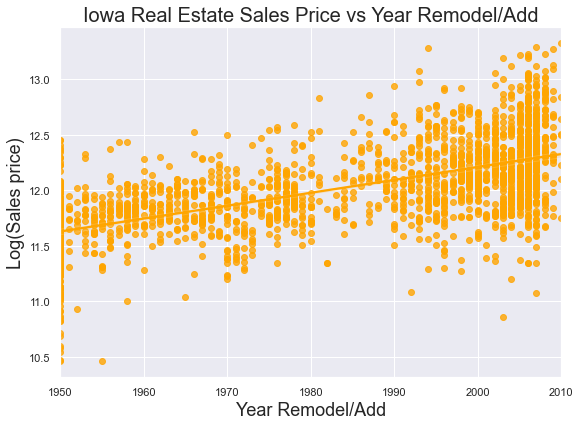 Iowa Real Estate Sales Price vs Year Remodel/Add
Log(Sales price)
13.0
12.5
12.0
11.5
11.0
10.5
1950 1960 1970 1980 1990 2000 2010
Year Remodel/Add